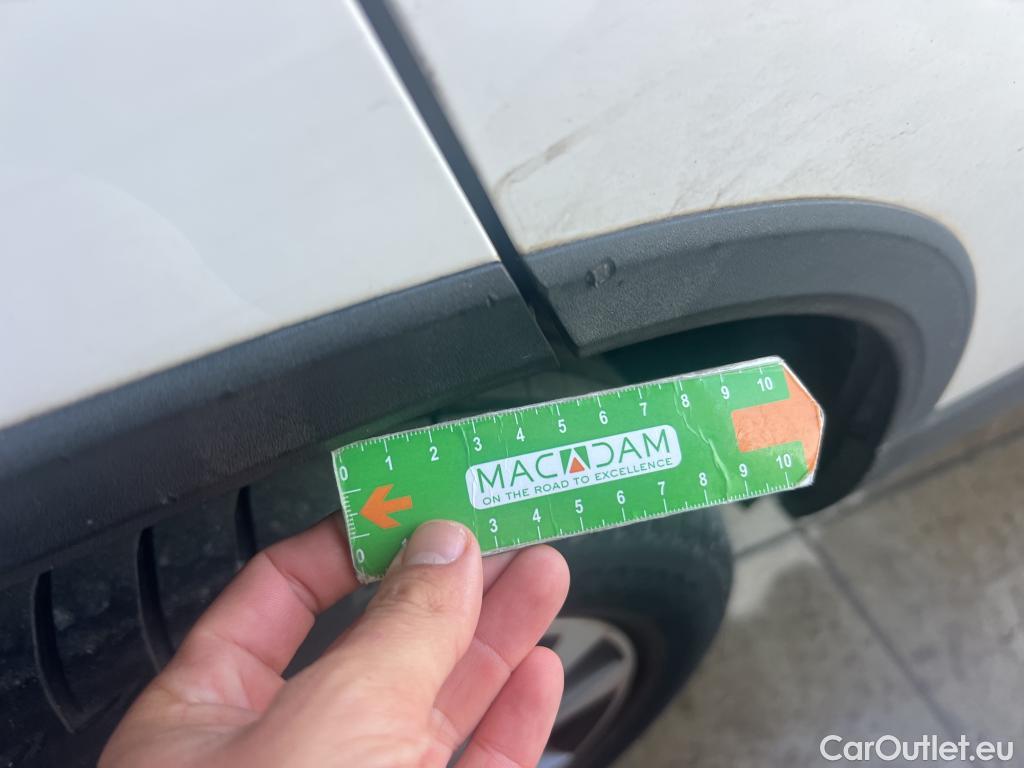 0 1 2 3 4 5 6 7 8 9 10
MACADAM
ON THE ROAD TO EXCELLENCE
0 3 4 5 6 7 8 9 10
CarOutlet.eu